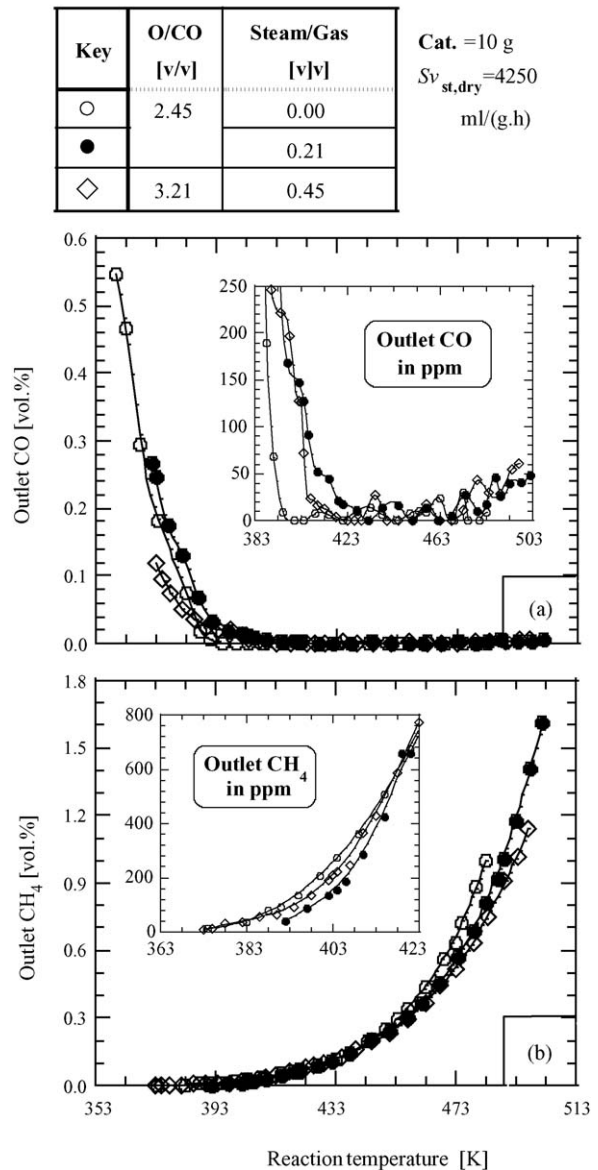 Key O/CO Steam/Gas
[v/v] [v]v)
2.45 0.00
0.21
3.21 0.45
Cat. =10 g
Sv st,dry=4250
ml/(g.h)
0.6
0.5
0.4
0.3
0.2
0.1
0.0
Outlet CO [vol.%]
250
200
150
100
50
0
383 423 463 503
Outlet CO
in ppm
(a)
1.8
1.5
1.2
0.9
0.6
0.3
0.0
Outlet CH4 [vol.%]
800
600
400
200
0
363 383 403 423
Outlet CH4
in ppm
(b)
353 393 433 473 513
Reaction temperature [K]